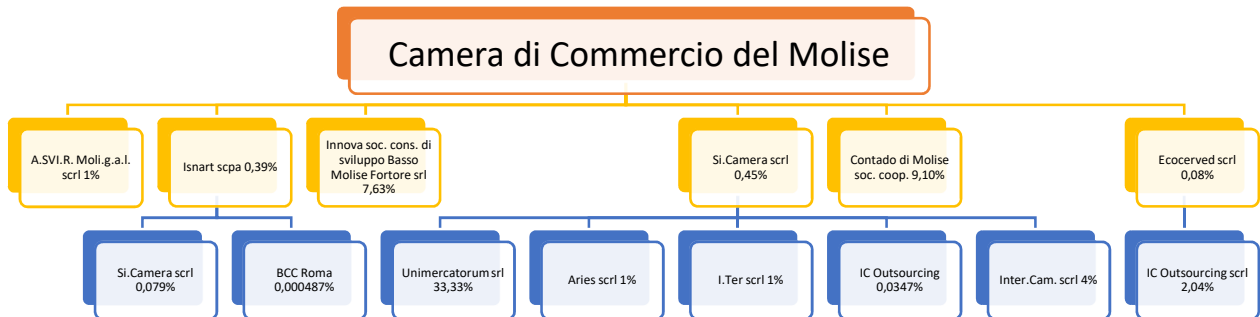 Camera di Commercio del Molise
A.SVI.R. Moli.g.a.l.
scrl 1%
Isnart scpa 0,39%
Innova soc. cons. di
sviluppo Basso
Molise Fortore srl
7,63%
Si.Camera scrl
0,45%
Contado di Molise
soc. coop. 9,10%
Ecocerved scrl
0,08%
Si.Camera scrl
0,079%
BCC Roma
0,000487%
Unimercatorum srl
33,33%
Aries scrl 1%
I.Ter scrl 1%
IC Outsourcing
0,0347%
Inter.Cam. scrl 4%
IC Outsourcing scrl
2,04%